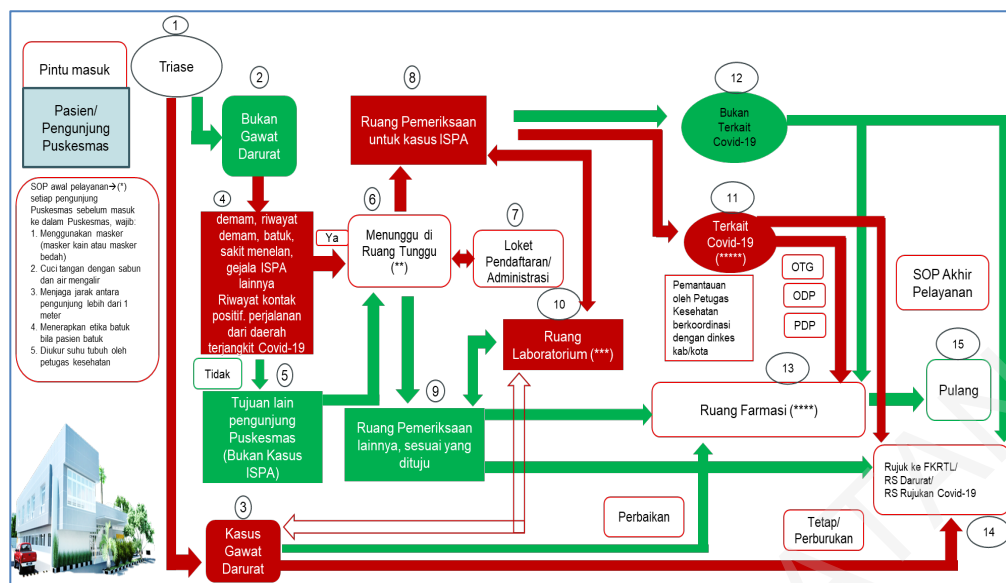 Pintu masuk
Pasien/
Pengunjung
Puskesmas
SOP awal pelayanan→(*)
setiap pengunjung
Puskesmas sebelum masuk
ke dalam Puskesmas, wajib:
1. Menggunakan masker
(masker kain atau masker
bedah)
2. Cuci tangan dengan sabun
dan air mengalir
3. Menjaga jarak antara
pengunjung lebih dari 1
meter
4. Menerapkan etika batuk
bila pasien batuk
5. Diukur suhu tubuh oleh
petugas kesehatan
1
Triase
2
Bukan
Gawat
Darurat
4
demam, riwayat
demam, batuk,
sakit menelan,
gejala ISPA
lainnya
Riwayat kontak
positif. perjalanan
dari daerah
terjangkit Covid-19
Ya
Tidak
5
Tujuan lain
pengunjung
Puskesmas
(Bukan Kasus
ISPA)
3
Kasus
Gawat
Darurat
8
Ruang Pemeriksaan
untuk kasus ISPA
6
Menunggu di
Ruang Tunggu
(**)
7
Loket
Pendaftaran/
Administrasi
10
Ruang
Laboratorium (***)
9
Ruang Pemeriksaan
lainnya, sesuai yang
dituju
12
Bukan
Terkait
Covid-19
11
Terkait
Covid-19
(*****)
Pemantauan
oleh Petugas
Kesehatan
berkoordinasi
dengan dinkes
kab/kota
OTG
ODP
PDP
13
Ruang Farmasi (****)
SOP Akhir
Pelayanan
15
Pulang
Rujuk ke FKRTL/
RS Darurat/
RS Rujukan Covid-19
14
Perbaikan
Tetap/
Perburukan